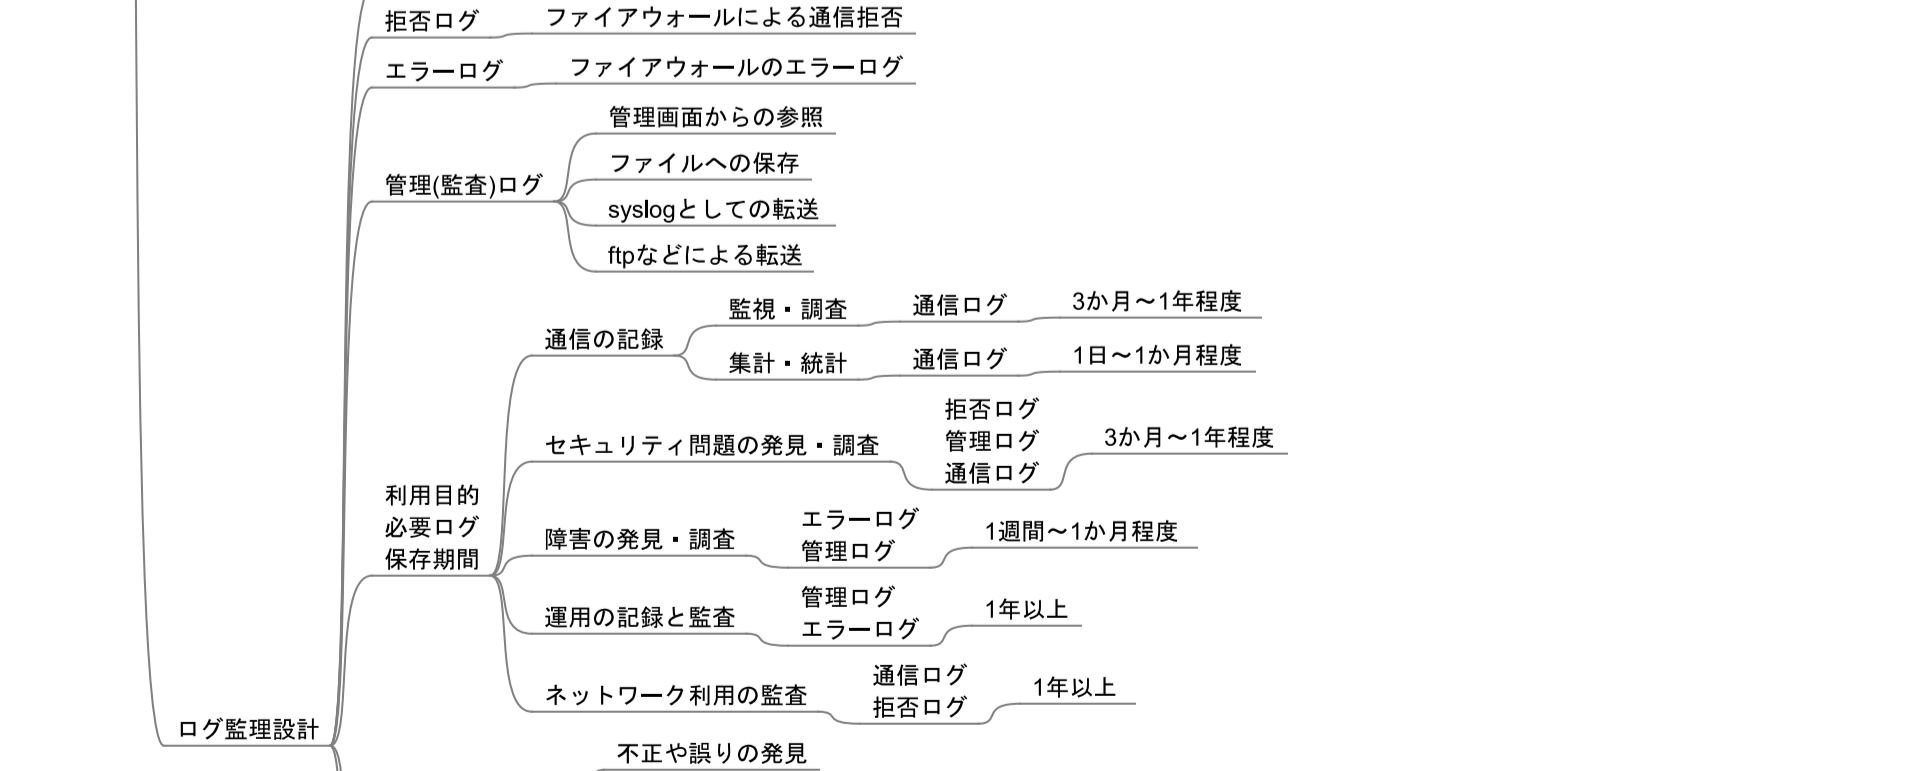 拒否ログ
ファイアウォールによる通信拒否
エラーログ
ファイアウォールのエラーログ
管理(監査)ログ
管理画面からの参照
ファイルへの保存
syslogとしての転送
ftpなどによる転送
利用目的
必要ログ
保存期間
通信の記録
監視・調査
通信ログ
3か月〜1年程度
集計・統計
通信ログ
1日〜1か月程度
セキュリティ問題の発見・調査
拒否ログ
管理ログ
通信ログ
3か月〜1年程度
障害の発見・調査
エラーログ
管理ログ
1週間〜1か月程度
運用の記録と監査
管理ログ
エラーログ
1年以上
ネットワーク利用の監査
通信ログ
拒否ログ
1年以上
ログ監理設計
不正や誤りの発見